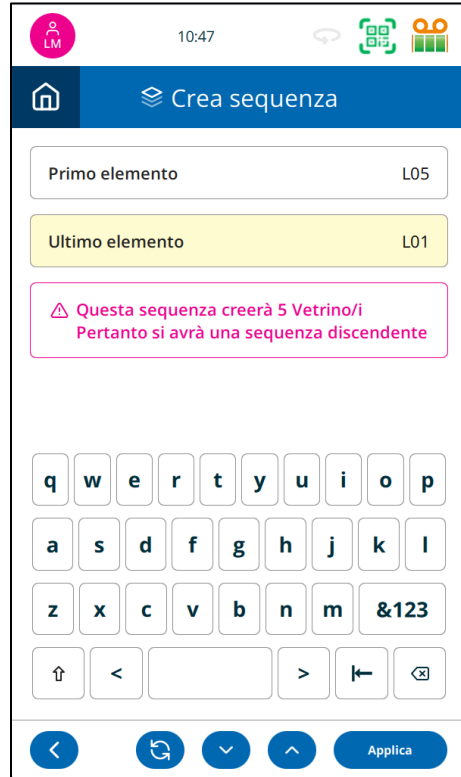 LM
10:47
Crea sequenza
Primo elemento L05
Ultimo elemento L01
Questa sequenza creerà 5 Vetrino/i
Pertanto si avrà una sequenza discendente
q w e r t y u i o p
a s d f g h j k l
z x c v b n m &123
< >
Applica